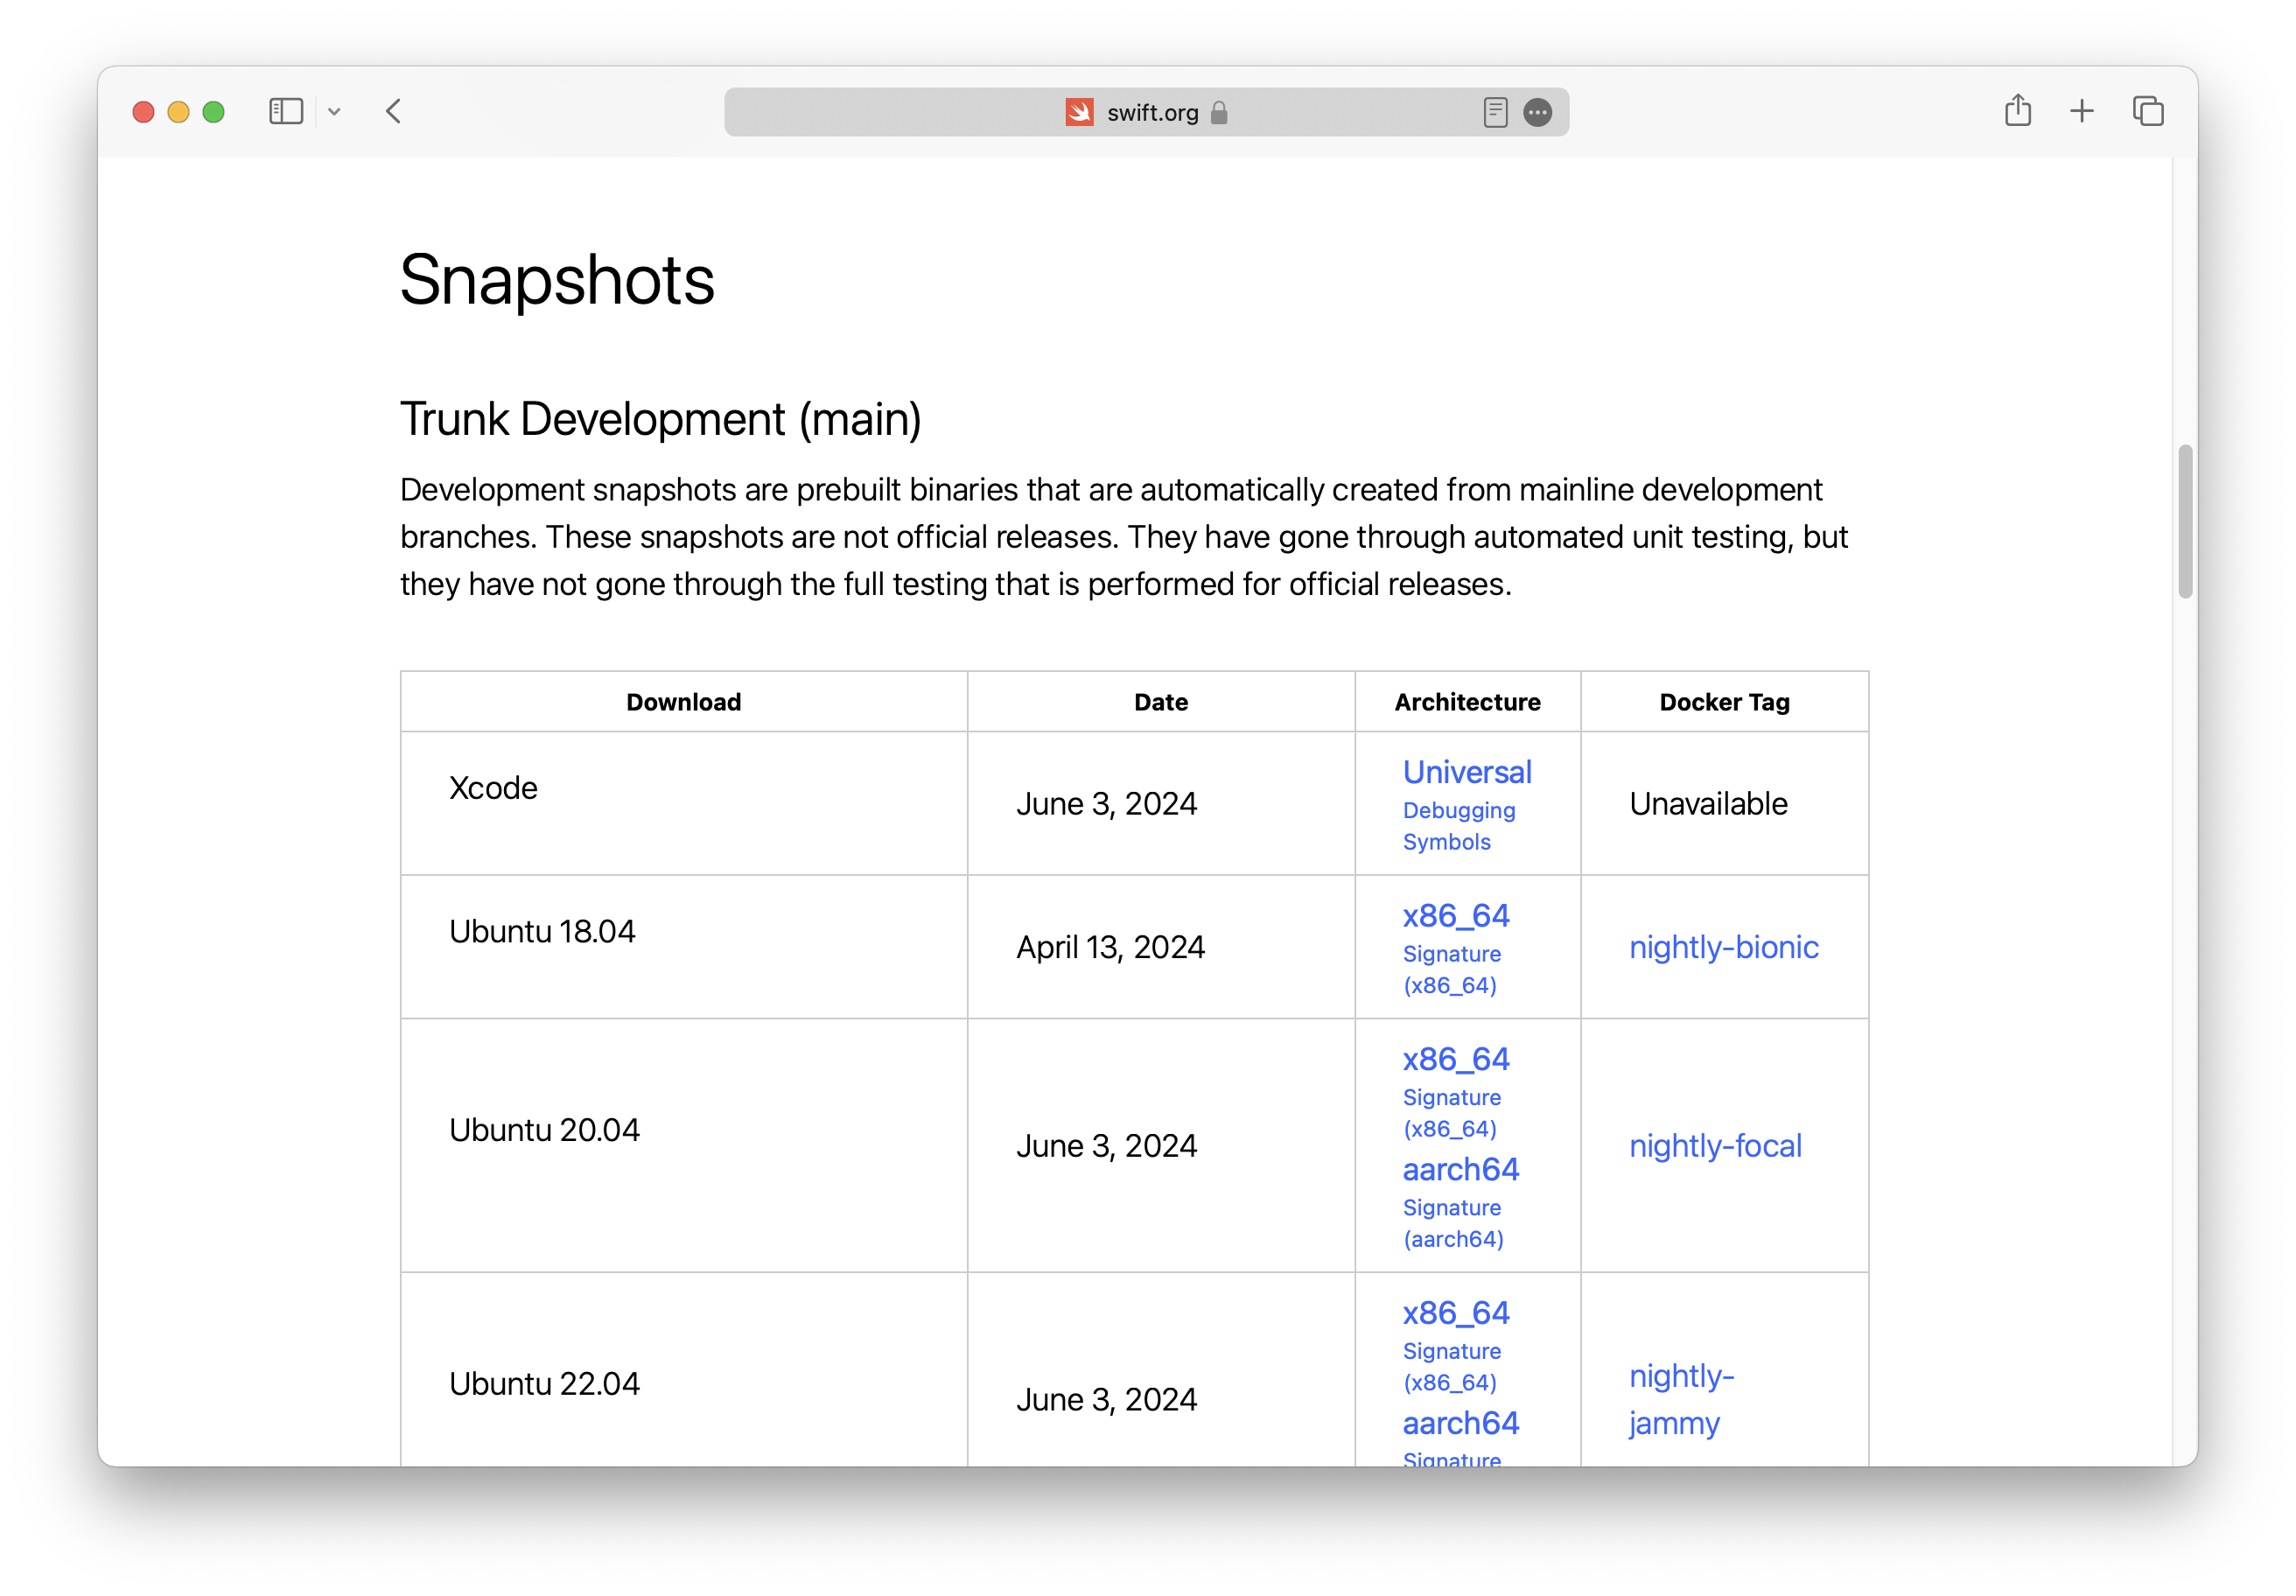 swift.org
Snapshots
Trunk Development (main)
Development snapshots are prebuilt binaries that are automatically created from mainline development
branches. These snapshots are not official releases. They have gone through automated unit testing, but
they have not gone through the full testing that is performed for official releases.
Download Date Architecture Docker Tag
Xcode
June 3, 2024
Universal
Debugging
Symbols
Unavailable
Ubuntu 18.04
April 13, 2024
x86_64
Signature
(x86_64)
nightly-bionic
Ubuntu 20.04
June 3, 2024
x86_64
Signature
(x86_64)
aarch64
Signature
(aarch64)
nightly-focal
Ubuntu 22.04
June 3, 2024
x86_64
Signature
(x86_64)
aarch64
Signature
nightly-
jammy